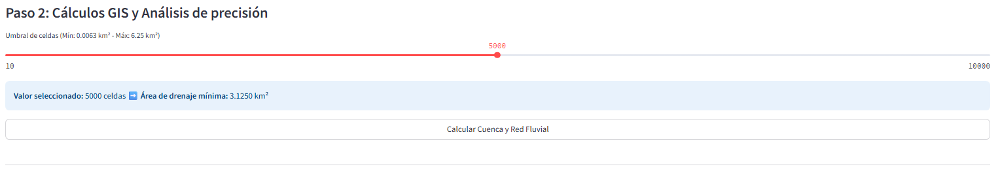 Paso 2: Cálculos GIS y Análisis de precisión
Umbral de celdas (Mín: 0.0063 km² - Máx: 6.25 km²)
5000
10
10000
Valor seleccionado: 5000 celdas ➡️ Área de drenaje mínima: 3.1250 km²
Calcular Cuenca y Red Fluvial